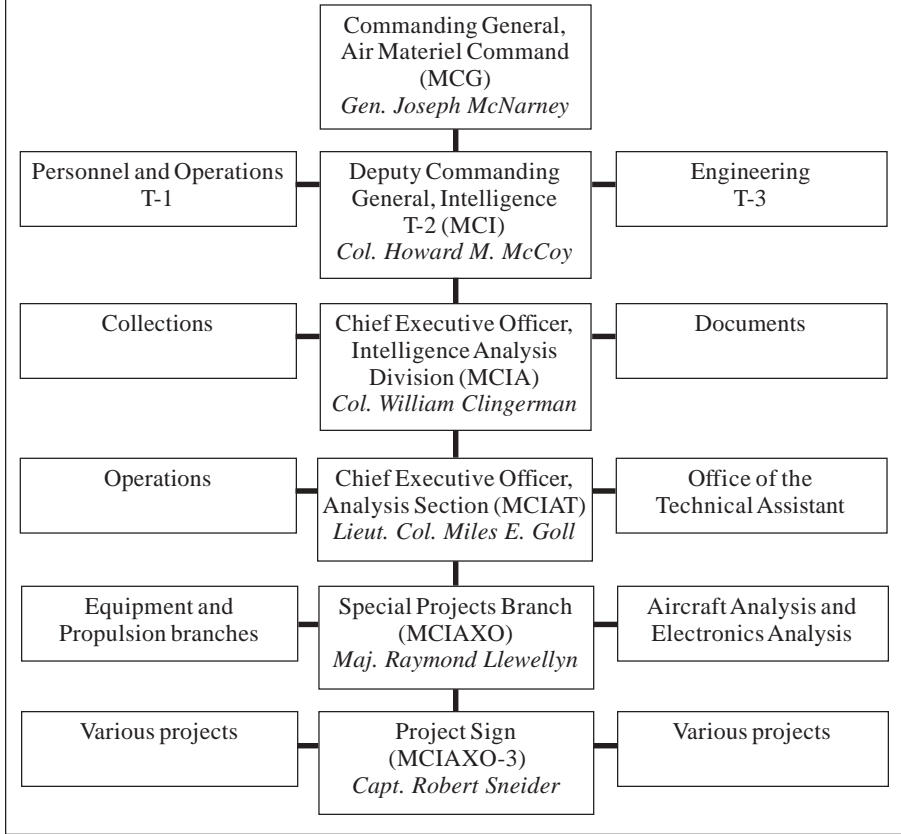 Commanding General,
Air Materiel Command
(MCG)
Gen. Joseph McNarney
Personnel and Operations
T-1
Deputy Commanding
General, Intelligence
T-2 (MCI)
Col. Howard M. McCoy
Engineering
T-3
Collections
Chief Executive Officer,
Intelligence Analysis
Division (MCIA)
Col. William Clingerman
Documents
Operations
Chief Executive Officer,
Analysis Section (MCIAT)
Lieut. Col. Miles E. Goll
Office of the
Technical Assistant
Equipment and
Propulsion branches
Special Projects Branch
(MCIAXO)
Maj. Raymond Llewellyn
Aircraft Analysis and
Electronics Analysis
Various projects
Project Sign
(MCIAXO-3)
Capt. Robert Sneider
Various projects